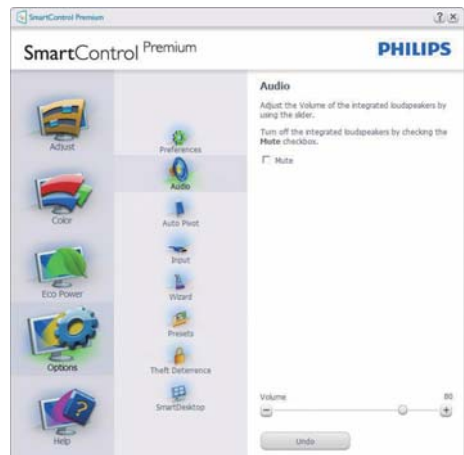 SmartControl Premium
? X
SmartControl Premium
PHILIPS
Adjust
Color
Eco Power
Options
Help
Preferences
Audio
Auto Pivot
Input
Wizard
Presets
Theft Deterrence
SmartDesktop
Audio
Adjust the Volume of the integrated loudspeakers by
using the slider.
Turn off the integrated loudspeakers by checking the
Mute checkbox.
Mute
Volume 80
Undo